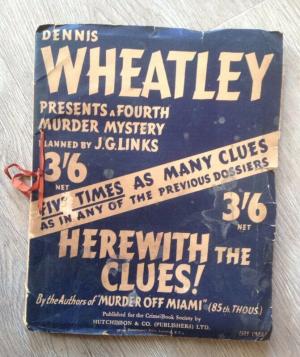 DENNIS
WHEATLEY
PRESENTS A FOURTH
MURDER MYSTERY
PLANNED BY J.G.LINKS
3'6
NET
FIVE TIMES AS MANY CLUES
AS IN ANY OF THE PREVIOUS DOSSIERS
3'6
NET
HEREWITH THE
CLUES!
By the Authors of "MURDER OFF MIAMI" (85th THOUS.)
Published for the Crime Book Society by
HUTCHINSON & CO. (PUBLISHERS) LTD.